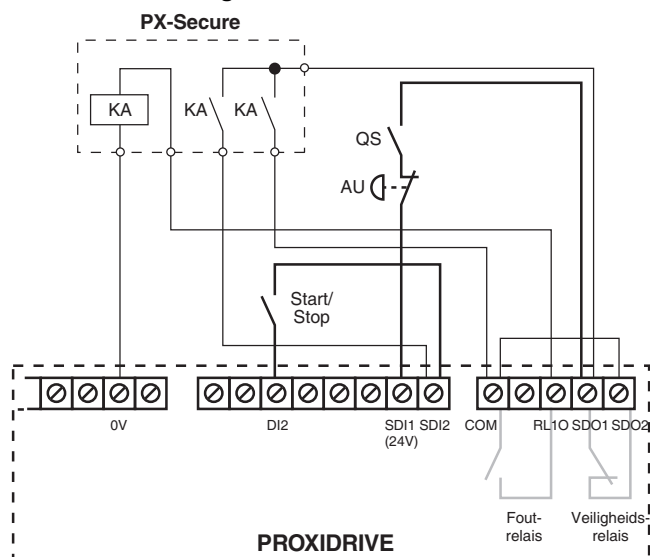 PX-Secure
KA
KA
KA
QS
AU
Start/
Stop
0V
DI2
SDI1
(24V)
SDI2
COM
RL1O
SDO1
SDO2
Fout-
relais
Veiligheids-
relais
PROXIDRIVE